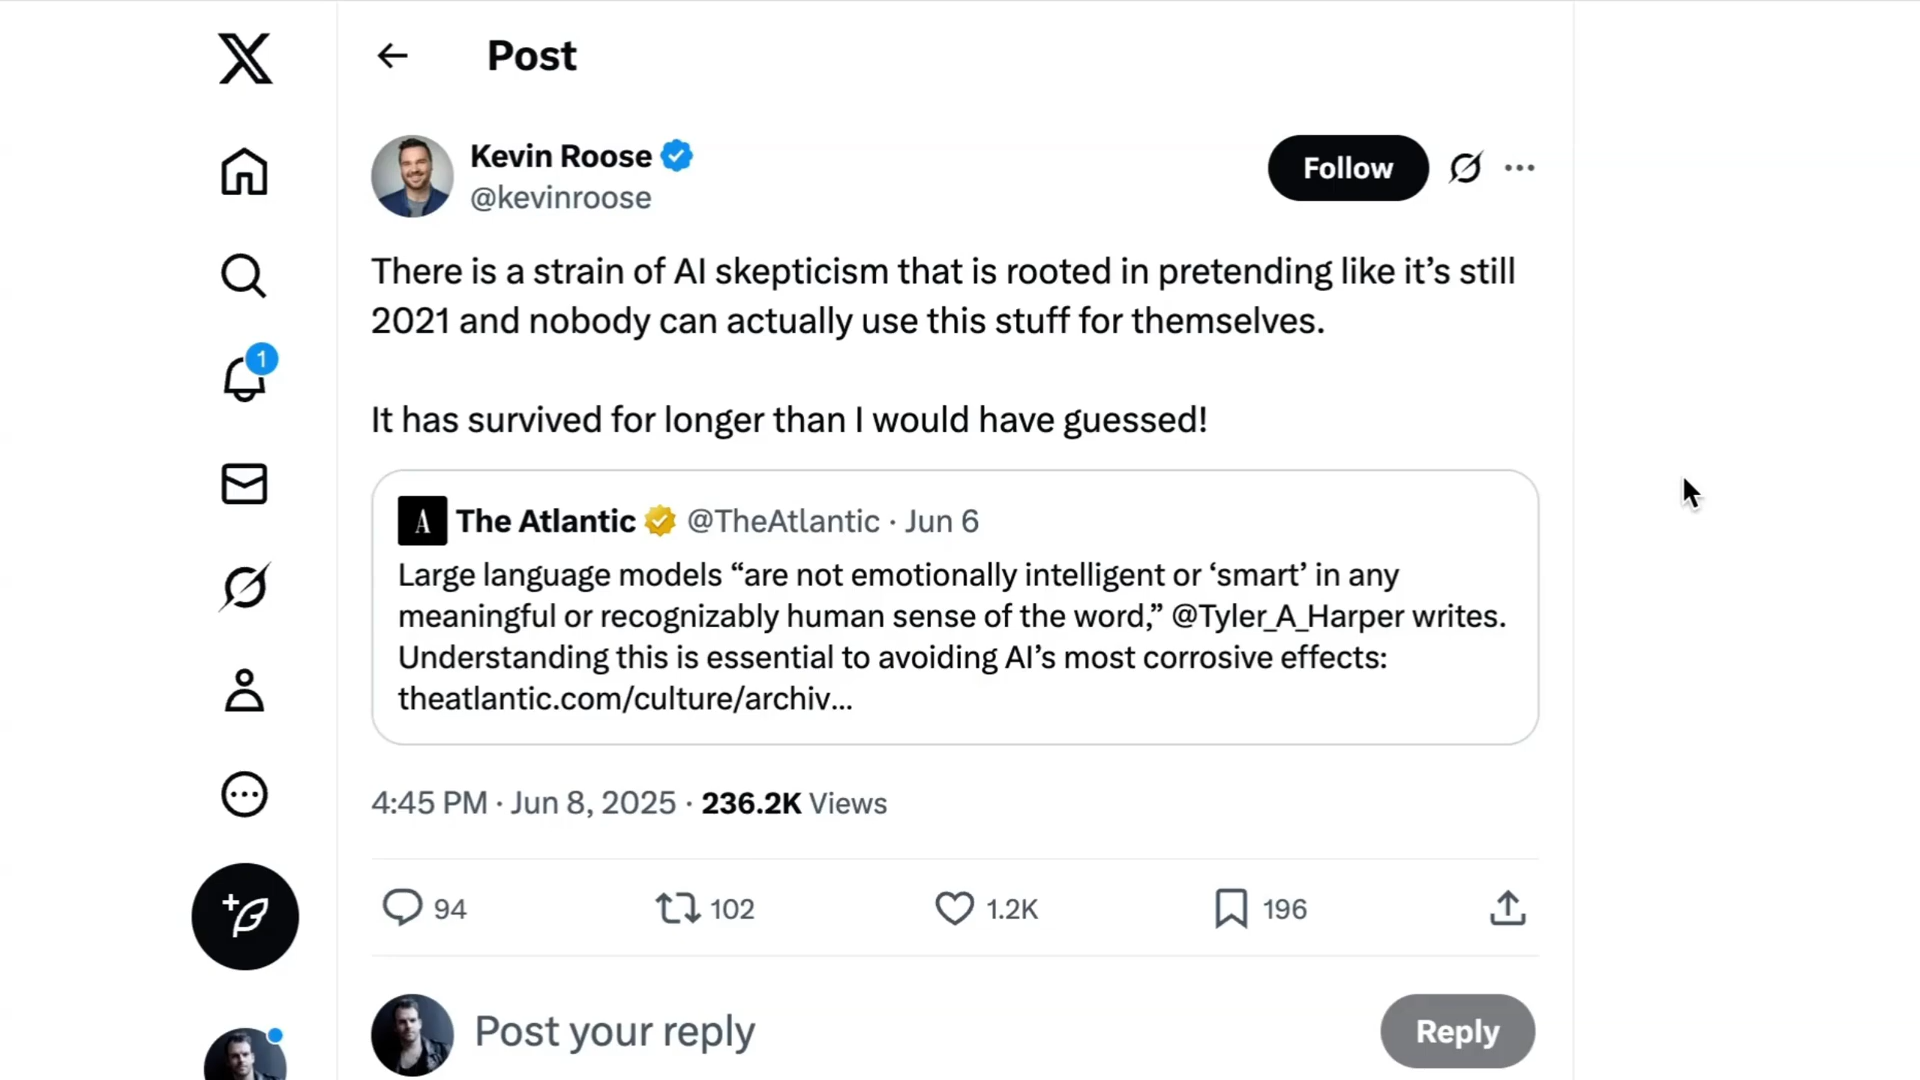 Post
Kevin Roose
@kevinroose
Follow
There is a strain of AI skepticism that is rooted in pretending like it’s still
2021 and nobody can actually use this stuff for themselves.
It has survived for longer than I would have guessed!
A The Atlantic @TheAtlantic · Jun 6
Large language models “are not emotionally intelligent or ‘smart’ in any
meaningful or recognizably human sense of the word,” @Tyler_A_Harper writes.
Understanding this is essential to avoiding AI’s most corrosive effects:
theatlantic.com/culture/archiv...
4:45 PM · Jun 8, 2025 · 236.2K Views
94 102 1.2K 196
Post your reply
Reply
1